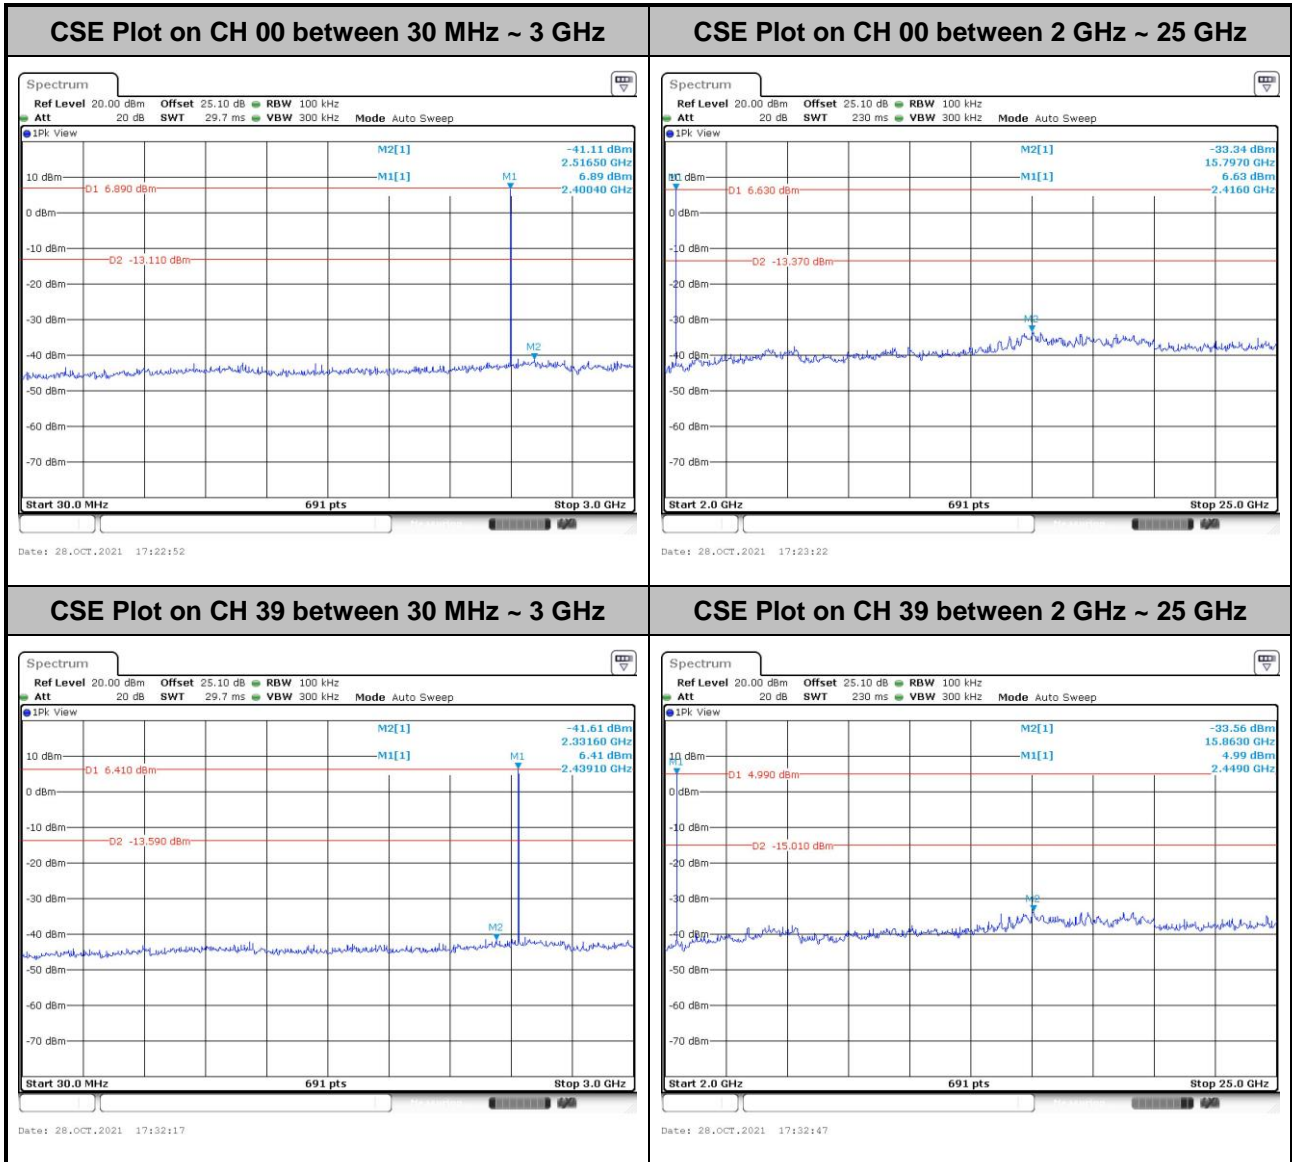 CSE Plot on CH 00 between 30 MHz ~ 3 GHz
Spectrum
Ref Level 20.00 dBm Offset 25.10 dB RBW 100 kHz
Att 20 dB SWT 29.7 ms VBW 300 kHz Mode Auto Sweep
1Pk View
M2[1] -41.11 dBm
2.51650 GHz
M1[1] 6.89 dBm
2.40040 GHz
10 dBm
M1
D1 6.890 dBm
0 dBm
-10 dBm
D2 -13.110 dBm
-20 dBm
-30 dBm
M2
-40 dBm
-50 dBm
-60 dBm
-70 dBm
Start 30.0 MHz 691 pts Stop 3.0 GHz
Date: 28.OCT.2021 17:22:52
CSE Plot on CH 00 between 2 GHz ~ 25 GHz
Spectrum
Ref Level 20.00 dBm Offset 25.10 dB RBW 100 kHz
Att 20 dB SWT 230 ms VBW 300 kHz Mode Auto Sweep
1Pk View
M2[1] -33.34 dBm
15.7970 GHz
M1[1] 6.63 dBm
2.4160 GHz
10 dBm
D1 6.630 dBm
0 dBm
-10 dBm
D2 -13.370 dBm
-20 dBm
-30 dBm
M2
-40 dBm
-50 dBm
-60 dBm
-70 dBm
Start 2.0 GHz 691 pts Stop 25.0 GHz
Date: 28.OCT.2021 17:23:22
CSE Plot on CH 39 between 30 MHz ~ 3 GHz
Spectrum
Ref Level 20.00 dBm Offset 25.10 dB RBW 100 kHz
Att 20 dB SWT 29.7 ms VBW 300 kHz Mode Auto Sweep
1Pk View
M2[1] -41.61 dBm
2.33160 GHz
M1[1] 6.41 dBm
2.43910 GHz
10 dBm
M1
D1 6.410 dBm
0 dBm
-10 dBm
D2 -13.590 dBm
-20 dBm
-30 dBm
M2
-40 dBm
-50 dBm
-60 dBm
-70 dBm
Start 30.0 MHz 691 pts Stop 3.0 GHz
Date: 28.OCT.2021 17:32:17
CSE Plot on CH 39 between 2 GHz ~ 25 GHz
Spectrum
Ref Level 20.00 dBm Offset 25.10 dB RBW 100 kHz
Att 20 dB SWT 230 ms VBW 300 kHz Mode Auto Sweep
1Pk View
M2[1] -33.56 dBm
15.8630 GHz
M1[1] 4.99 dBm
2.4490 GHz
10 dBm
M1
D1 4.990 dBm
0 dBm
-10 dBm
D2 -15.010 dBm
-20 dBm
-30 dBm
M2
-40 dBm
-50 dBm
-60 dBm
-70 dBm
Start 2.0 GHz 691 pts Stop 25.0 GHz
Date: 28.OCT.2021 17:32:47